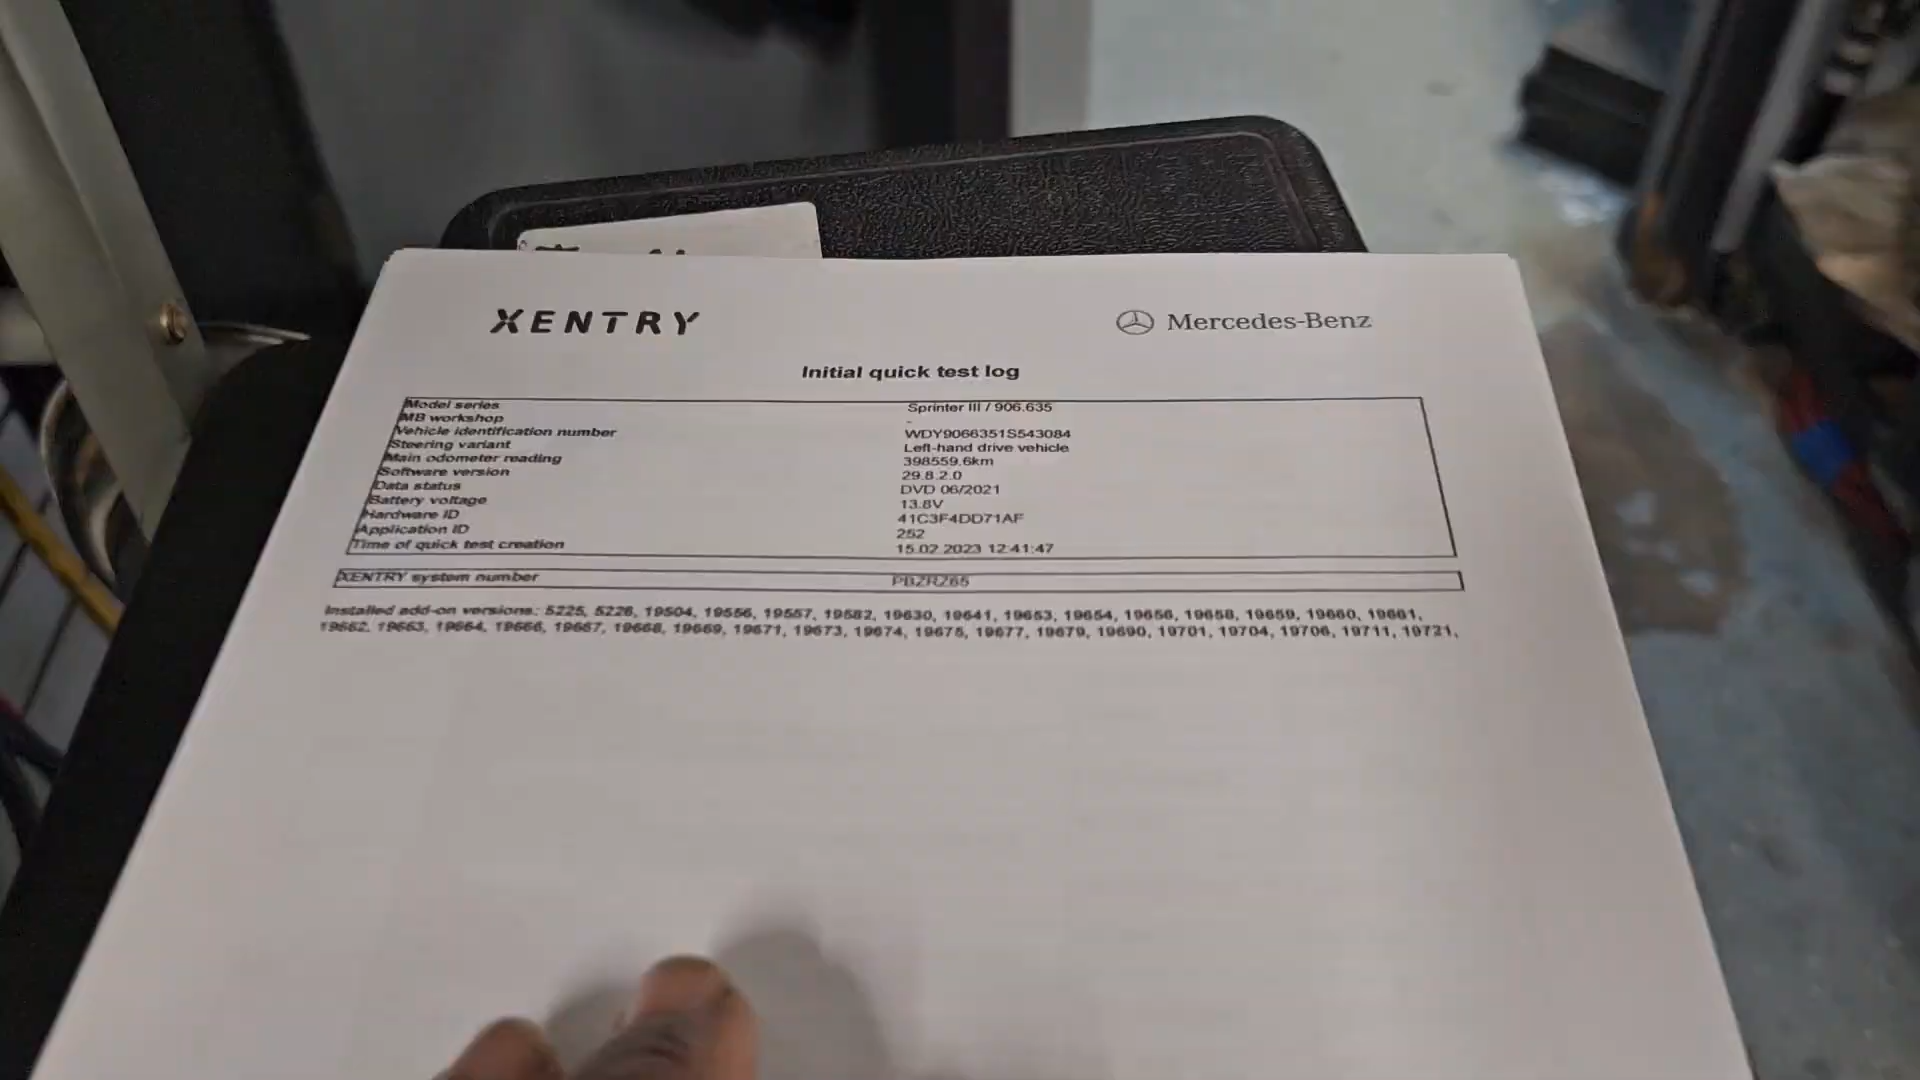 XENTRY
Mercedes-Benz
Initial quick test log
Model series Sprinter III / 906.635
MB workshop -
Vehicle identification number WDY9066351S543084
Steering variant Left-hand drive vehicle
Main odometer reading 398559.6km
Software version 29.8.2.0
Data status DVD 06/2021
Battery voltage 13.8V
Hardware ID 41C3F4DD71AF
Application ID 252
Time of quick test creation 15.02.2023 12:41:47
XENTRY system number PBZRZ65
Installed add-on versions: 5225, 5226, 19504, 19556, 19557, 19582, 19630, 19641, 19653, 19654, 19656, 19658, 19659, 19660, 19661,
19662, 19663, 19664, 19666, 19667, 19668, 19669, 19671, 19673, 19674, 19675, 19677, 19679, 19690, 19701, 19704, 19706, 19711, 19721,